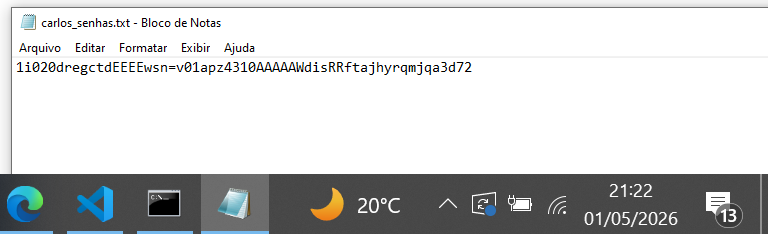 carlos_senhas.txt - Bloco de Notas
Arquivo Editar Formatar Exibir Ajuda
1i020dregctdEEEEwsn=v01apz4310AAAAAWdisRRftajhyrqmjqa3d72
20°C
21:22
01/05/2026
13